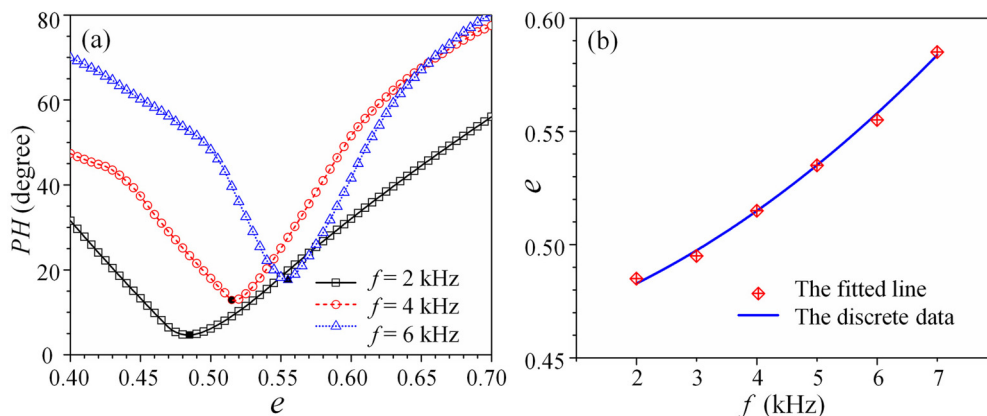 (a)
80
60
40
20
0
PH (degree)
f = 2 kHz
f = 4 kHz
f = 6 kHz
0.40 0.45 0.50 0.55 0.60 0.65 0.70
e
(b)
0.60
0.55
0.50
0.45
e
The fitted line
The discrete data
2 3 4 5 6 7
f (kHz)